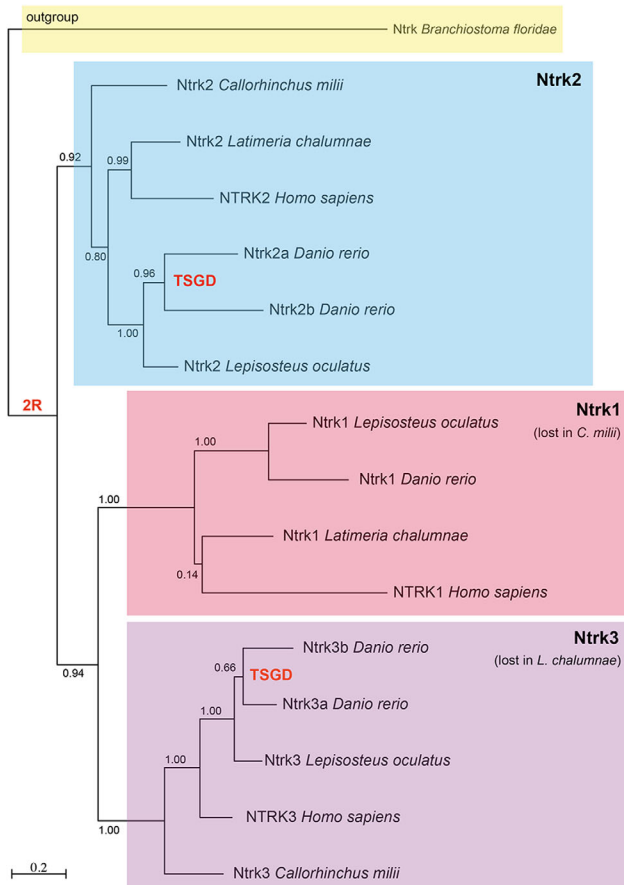 outgroup
Ntrk Branchiostoma floridae
Ntrk2
Ntrk2 Callorhinchus milii
0.92
0.99
Ntrk2 Latimeria chalumnae
NTRK2 Homo sapiens
0.80
Ntrk2a Danio rerio
0.96
TSGD
Ntrk2b Danio rerio
1.00
Ntrk2 Lepisosteus oculatus
2R
Ntrk1
(lost in C. milii)
Ntrk1 Lepisosteus oculatus
1.00
Ntrk1 Danio rerio
1.00
Ntrk1 Latimeria chalumnae
0.14
NTRK1 Homo sapiens
Ntrk3
(lost in L. chalumnae)
Ntrk3b Danio rerio
0.66
TSGD
0.94
Ntrk3a Danio rerio
1.00
Ntrk3 Lepisosteus oculatus
1.00
NTRK3 Homo sapiens
1.00
Ntrk3 Callorhinchus milii
0.2